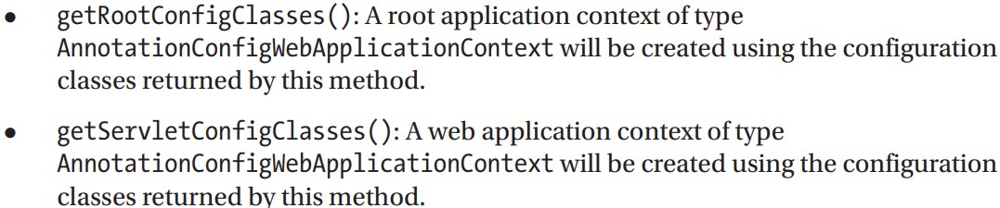 • getRootConfigClasses(): A root application context of type
AnnotationConfigWebApplicationContext will be created using the configuration
classes returned by this method.
• getServletConfigClasses(): A web application context of type
AnnotationConfigWebApplicationContext will be created using the configuration
classes returned by this method.